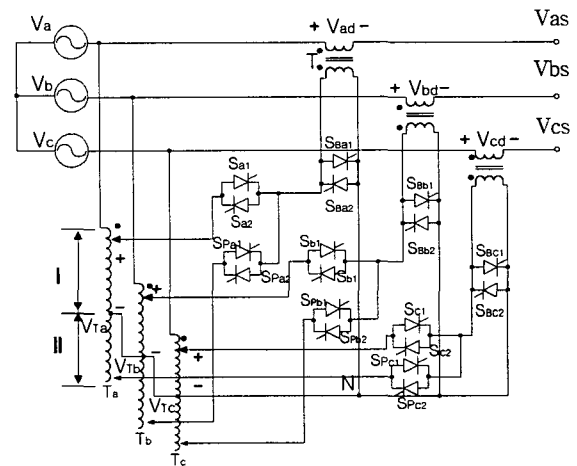 + Vad - Vas
Va
T
+ Vbd - Vbs
Vb
+ Vcd - Vcs
Vc
SBa1
Sa1
SBa2
Sa2
SBb1
SPa1
Sb1
SBb2
SPa2
Sb1
SBC1
SPb1
SBC2
SC1
SPb2
SC2
SPC1
SPC2
I
II
VTa
VTb
VTc
N
Ta
Tb
Tc